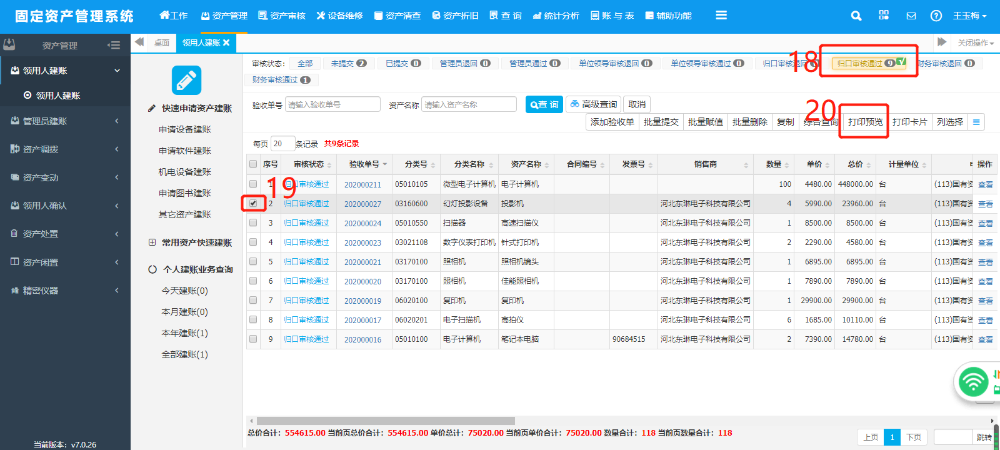 固定资产管理系统 工作 资产管理 资产审核 设备维修 资产清查 资产折旧 查 询 统计分析 账 与 表 辅助功能 王玉梅
资产管理
领用人建账
领用人建账
管理员建账
资产调拨
资产变动
领用人确认
资产处置
资产闲置
精密仪器
当前版本：v7.0.26
桌面 领用人建账 关闭操作
快速申请资产建账
申请设备建账
申请软件建账
机电设备建账
申请图书建账
其它资产建账
常用资产快速建账
个人建账业务查询
今天建账(0)
本月建账(0)
本年建账(1)
全部建账(1)
审核状态： 全部 未提交 2 已提交 0 管理员退回 0 管理员通过 0 单位领导审核退回 0 单位领导审核通过 0 归口审核退回 18 归口审核通过 9 财务审核退回 0
财务审核通过 1
验收单号 请输入验收单号 资产名称 请输入资产名称 查 询 高级查询 取消
添加验收单 批量提交 批量赋值 批量删除 复制 综合查询 20 打印预览 打印卡片 列选择
每页 20 条记录 共9条记录
序号 审核状态 验收单号 分类号 分类名称 资产名称 合同编号 发票号 销售商 数量 单价 总价 计量单位 操作
1 归口审核通过 202000211 05010105 微型电子计算机 电子计算机 100 4480.00 448000.00 台 (113)国有资 查看
19
2 归口审核通过 202000027 03160600 幻灯投影设备 投影机 河北东琳电子科技有限公司 4 5990.00 23960.00 台 (113)国有资 查看
3 归口审核通过 202000024 05010550 扫描器 高速扫描仪 河北东琳电子科技有限公司 1 8500.00 8500.00 台 (113)国有资 查看
4 归口审核通过 202000023 03021108 数字仪表打印机 针式打印机 河北东琳电子科技有限公司 2 2290.00 4580.00 台 (113)国有资 查看
5 归口审核通过 202000021 03170100 照相机 照相机镜头 河北东琳电子科技有限公司 1 6895.00 6895.00 台 (113)国有资 查看
6 归口审核通过 202000020 03170100 照相机 佳能照相机 河北东琳电子科技有限公司 1 7890.00 7890.00 台 (113)国有资 查看
7 归口审核通过 202000019 06020100 复印机 复印机 河北东琳电子科技有限公司 1 29900.00 29900.00 台 (113)国有资 查看
8 归口审核通过 202000017 06020201 电子扫描机 高拍仪 河北东琳电子科技有限公司 6 1685.00 10110.00 台 (113)国有资 查看
9 归口审核通过 202000016 05010100 电子计算机 笔记本电脑 90684515 河北东琳电子科技有限公司 2 7390.00 14780.00 台 (113)国有资 查看
总价合计：554615.00 当前页总价合计：554615.00 单价总计：75020.00 当前页单价合计：75020.00 数量合计：118 当前页数量合计：118
上页 1 下页 跳转